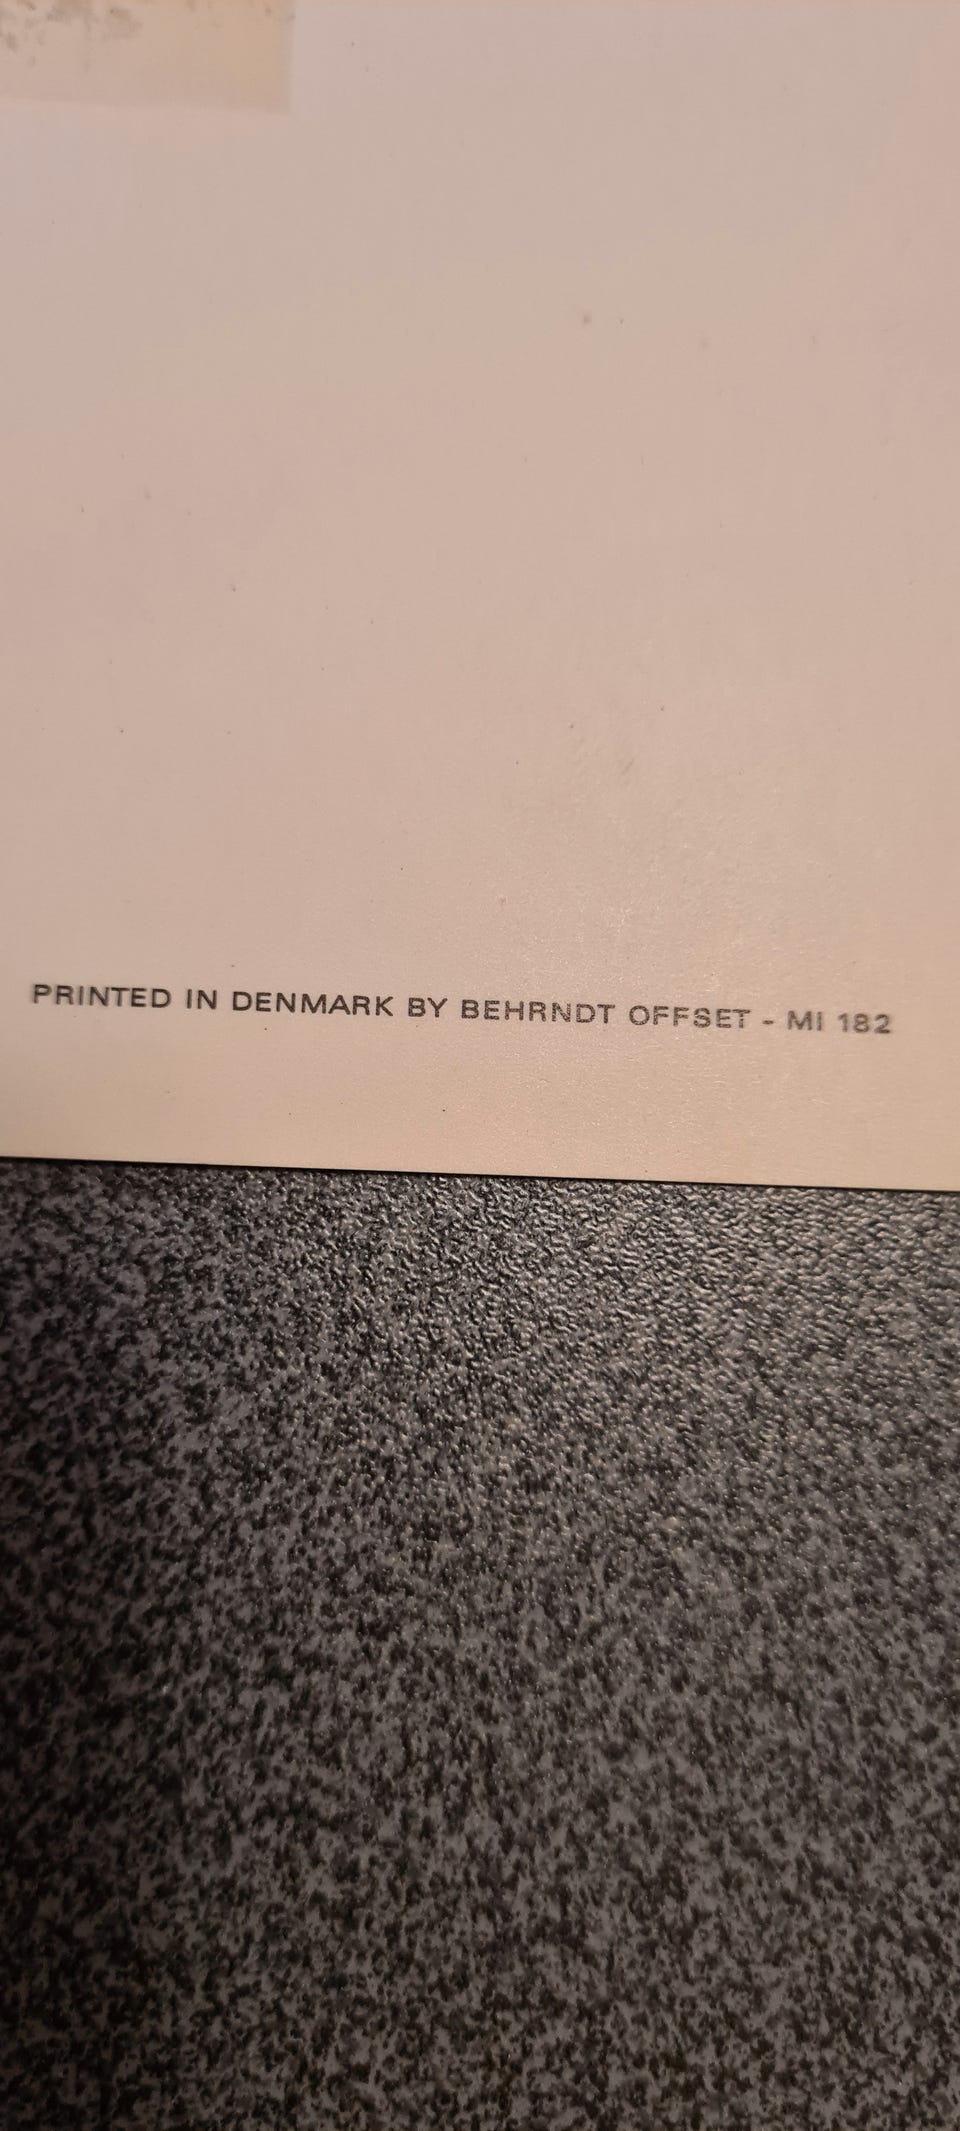 PRINTED IN DENMARK BY BEHRNDT OFFSET - MI 182